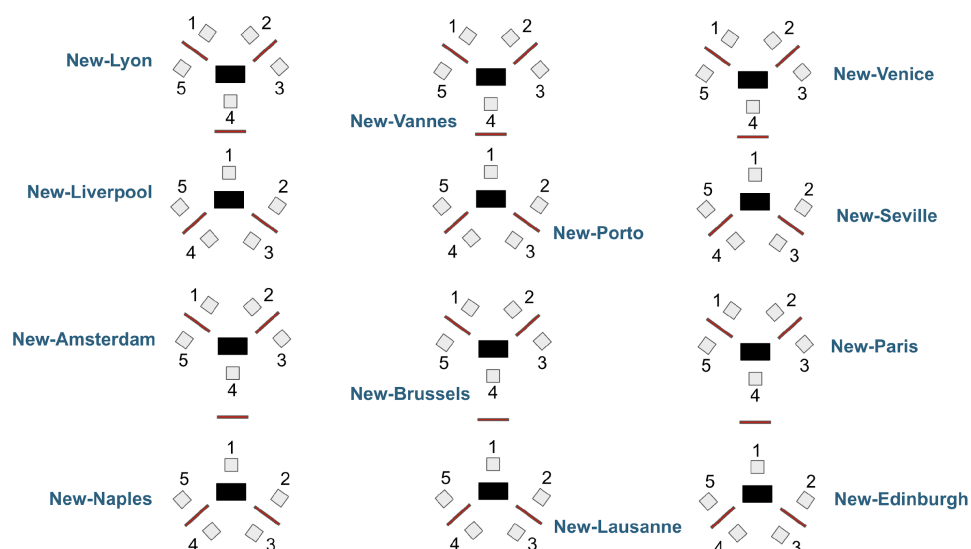 1 2 1 2 1 2
New-Lyon New-Venice
5 3 5 3 5 3
4 New-Vannes 4 4
1 1 1
New-Liverpool 5 2 5 2 5 2
New-Seville
New-Porto
4 3 4 3 4 3
1 2 1 2 1 2
New-Amsterdam New-Paris
5 3 5 3 5 3
4 New-Brussels 4 4
1 1 1
5 2 5 2 5 2
New-Naples New-Edinburgh
New-Lausanne
4 3 4 3 4 3